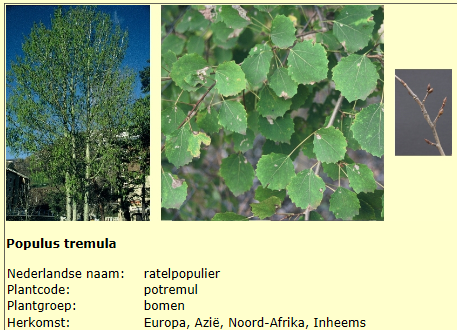 Populus tremula
Nederlandse naam: ratelpopulier
Plantcode: potremul
Plantgroep: bomen
Herkomst: Europa, Azië, Noord-Afrika, Inheems